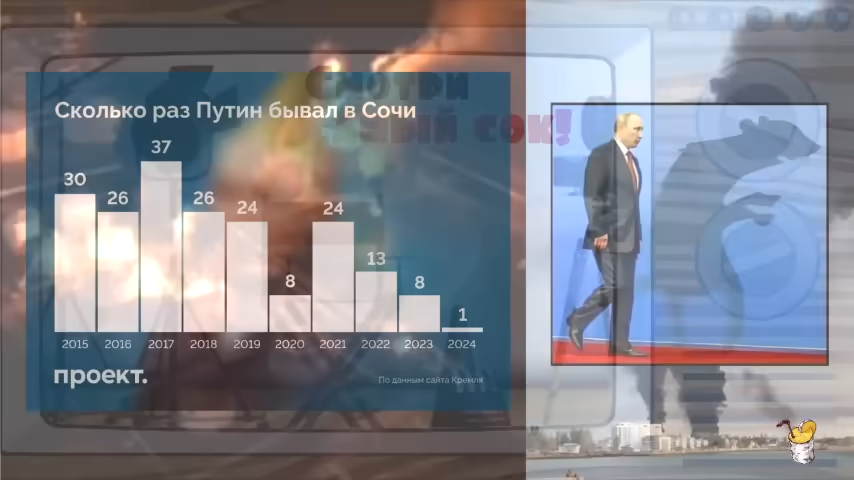 Сколько раз Путин бывал в Сочи
30
26
37
26
24
8
24
13
8
1
2015 2016 2017 2018 2019 2020 2021 2022 2023 2024
проект.
По данным сайта Кремля
СМОТРИ
СОК!